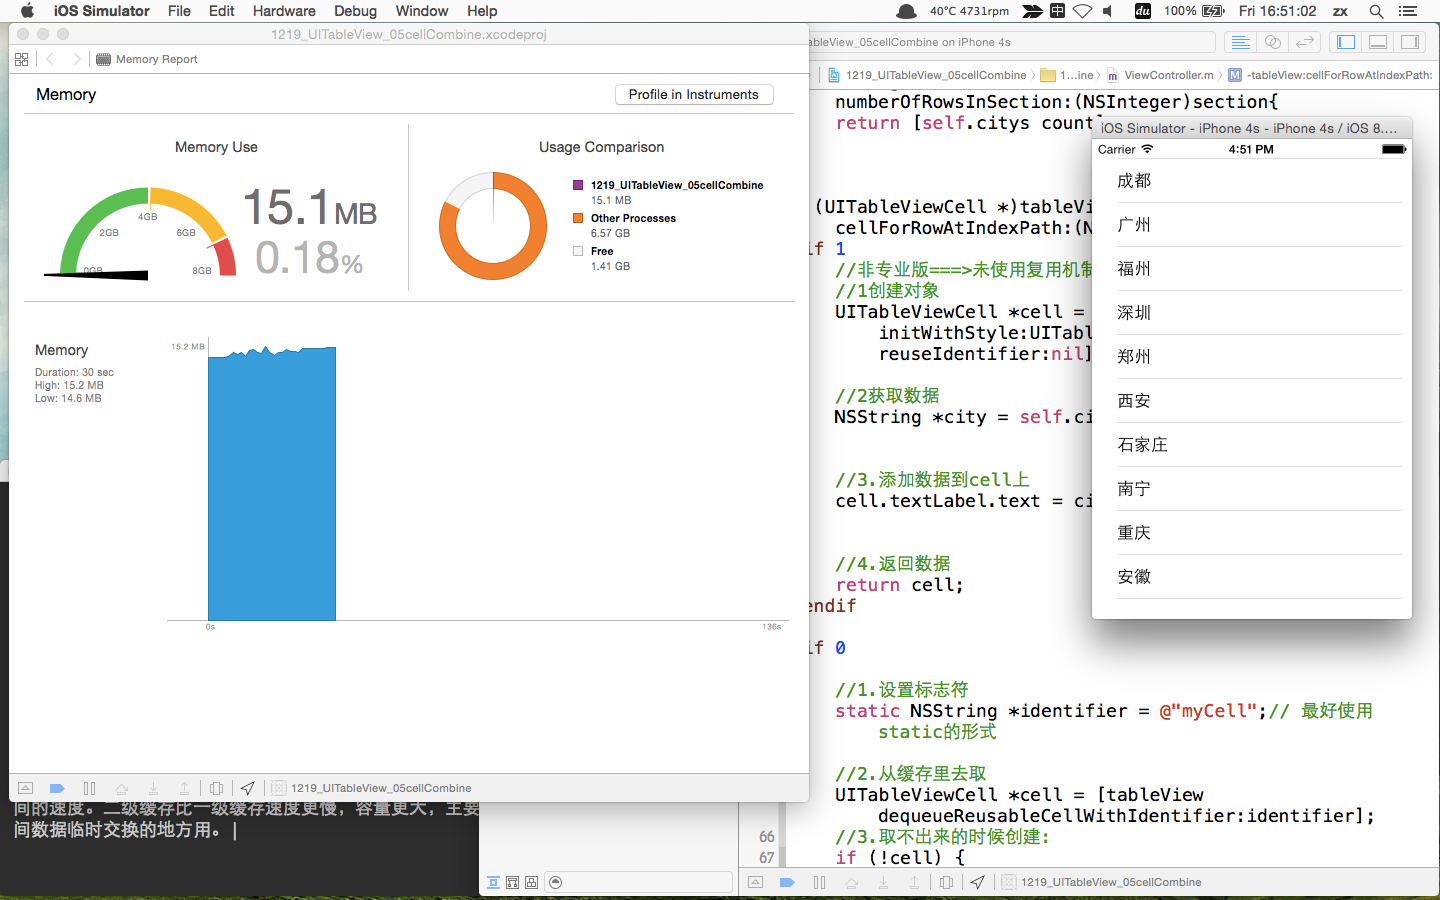 iOS Simulator File Edit Hardware Debug Window Help 40°C 4731rpm 中 du 100% Fri 16:51:02 zx
1219_UITableView_05cellCombine.xcodeproj
Memory Report
Memory
Profile in Instruments
Memory Use
0GB
2GB
4GB
6GB
8GB
15.1MB
0.18%
Usage Comparison
1219_UITableView_05cellCombine
15.1 MB
Other Processes
6.57 GB
Free
1.41 GB
Memory
Duration: 30 sec
High: 15.2 MB
Low: 14.6 MB
15.2 MB
0s
136s
1219_UITableView_05cellCombine
间的速度。二级缓存比一级缓存速度更慢，容量更大，主要
间数据临时交换的地方用。
ableView_05cellCombine on iPhone 4s
1219_UITableView_05cellCombine 1...ine ViewController.m M -tableView:cellForRowAtIndexPath:
numberOfRowsInSection:(NSInteger)section{
return [self.citys count
(UITableViewCell *)tableVi
cellForRowAtIndexPath:(N
if 1
//非专业版===>未使用复用机制
//1创建对象
UITableViewCell *cell =
initWithStyle:UITabl
reuseIdentifier:nil]
//2获取数据
NSString *city = self.ci
//3.添加数据到cell上
cell.textLabel.text = ci
//4.返回数据
return cell;
endif
if 0
//1.设置标志符
static NSString *identifier = @"myCell";// 最好使用
static的形式
//2.从缓存里去取
UITableViewCell *cell = [tableView
dequeueReusableCellWithIdentifier:identifier];
66 //3.取不出来的时候创建:
67 if (!cell) {
1219_UITableView_05cellCombine
iOS Simulator - iPhone 4s - iPhone 4s / iOS 8....
Carrier 4:51 PM
成都
广州
福州
深圳
郑州
西安
石家庄
南宁
重庆
安徽